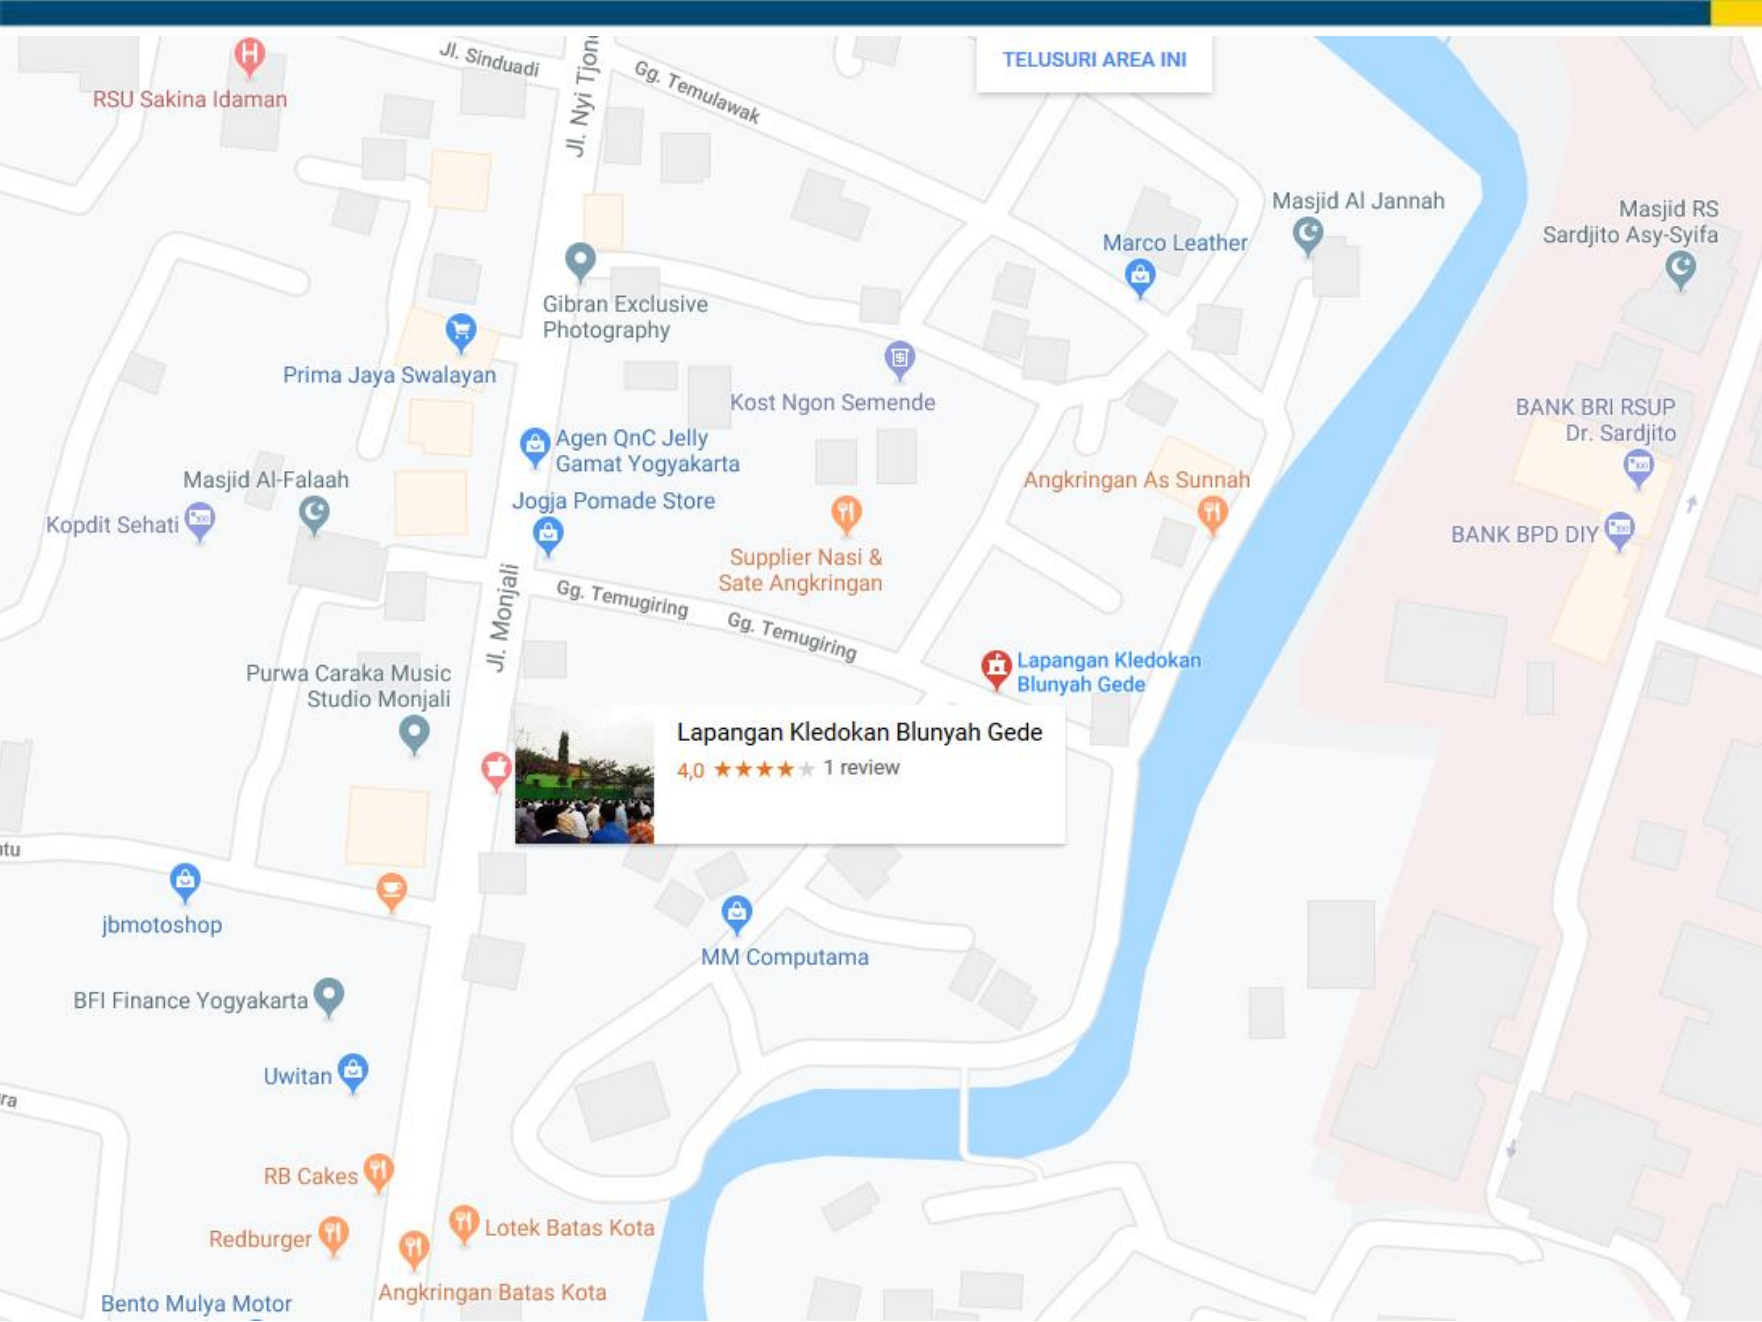 Jl. Sinduadi
Jl. Nyi Tjon
Gg. Temulawak
TELUSURI AREA INI
RSU Sakina Idaman
Masjid Al Jannah
Masjid RS
Sardjito Asy-Syifa
Marco Leather
Gibran Exclusive
Photography
Prima Jaya Swalayan
Kost Ngon Semende
BANK BRI RSUP
Dr. Sardjito
Agen QnC Jelly
Gamat Yogyakarta
Masjid Al-Falaah
Angkringan As Sunnah
Jogja Pomade Store
Kopdit Sehati
BANK BPD DIY
Supplier Nasi &
Sate Angkringan
Jl. Monjali
Gg. Temugiring
Gg. Temugiring
Lapangan Kledokan
Blunyah Gede
Purwa Caraka Music
Studio Monjali
Lapangan Kledokan Blunyah Gede
4,0 ★★★★★ 1 review
atu
jbmotoshop
MM Computama
BFI Finance Yogyakarta
Uwitan
ra
RB Cakes
Redburger
Lotek Batas Kota
Angkringan Batas Kota
Bento Mulya Motor